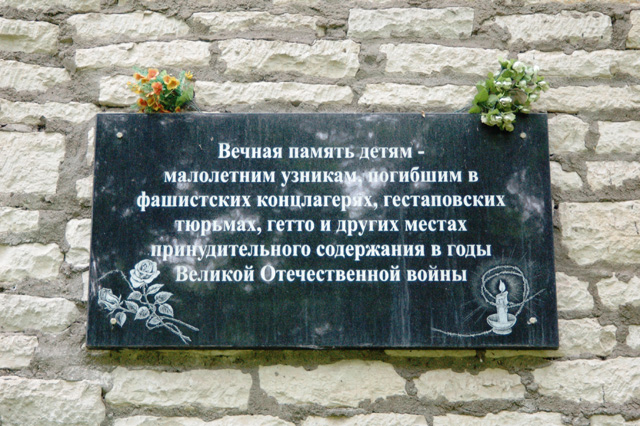 Вечная память детям -
малолетним узникам, погибшим в
фашистских концлагерях, гестаповских
тюрьмах, гетто и других местах
принудительного содержания в годы
Великой Отечественной войны